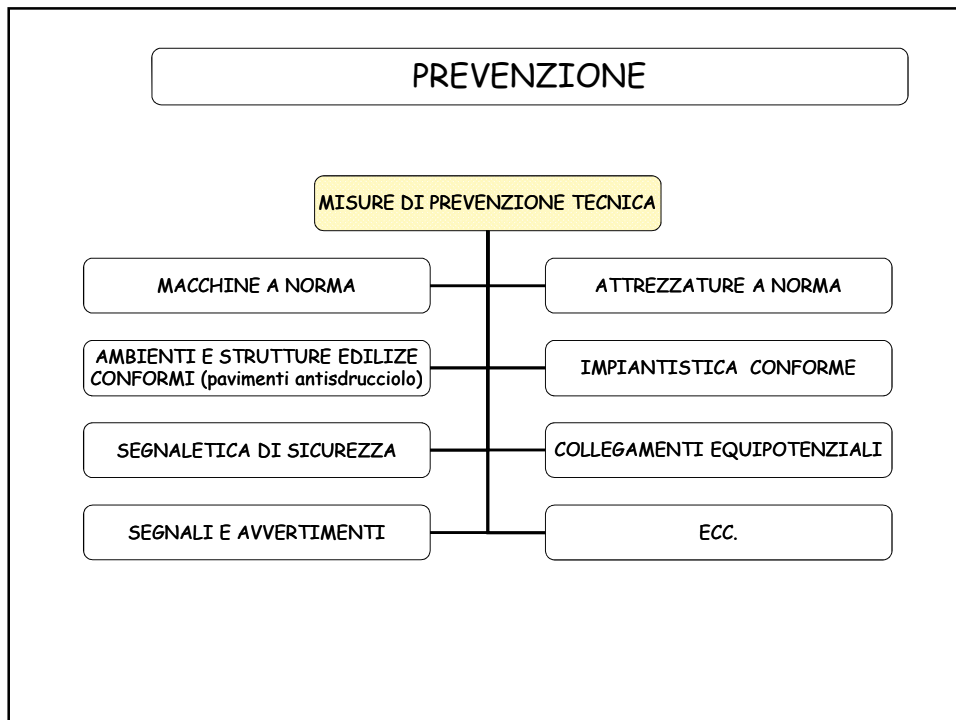 PREVENZIONE
MISURE DI PREVENZIONE TECNICA
MACCHINE A NORMA
ATTREZZATURE A NORMA
AMBIENTI E STRUTTURE EDILIZE
CONFORMI (pavimenti antisdrucciolo)
IMPIANTISTICA CONFORME
SEGNALETICA DI SICUREZZA
COLLEGAMENTI EQUIPOTENZIALI
SEGNALI E AVVERTIMENTI
ECC.